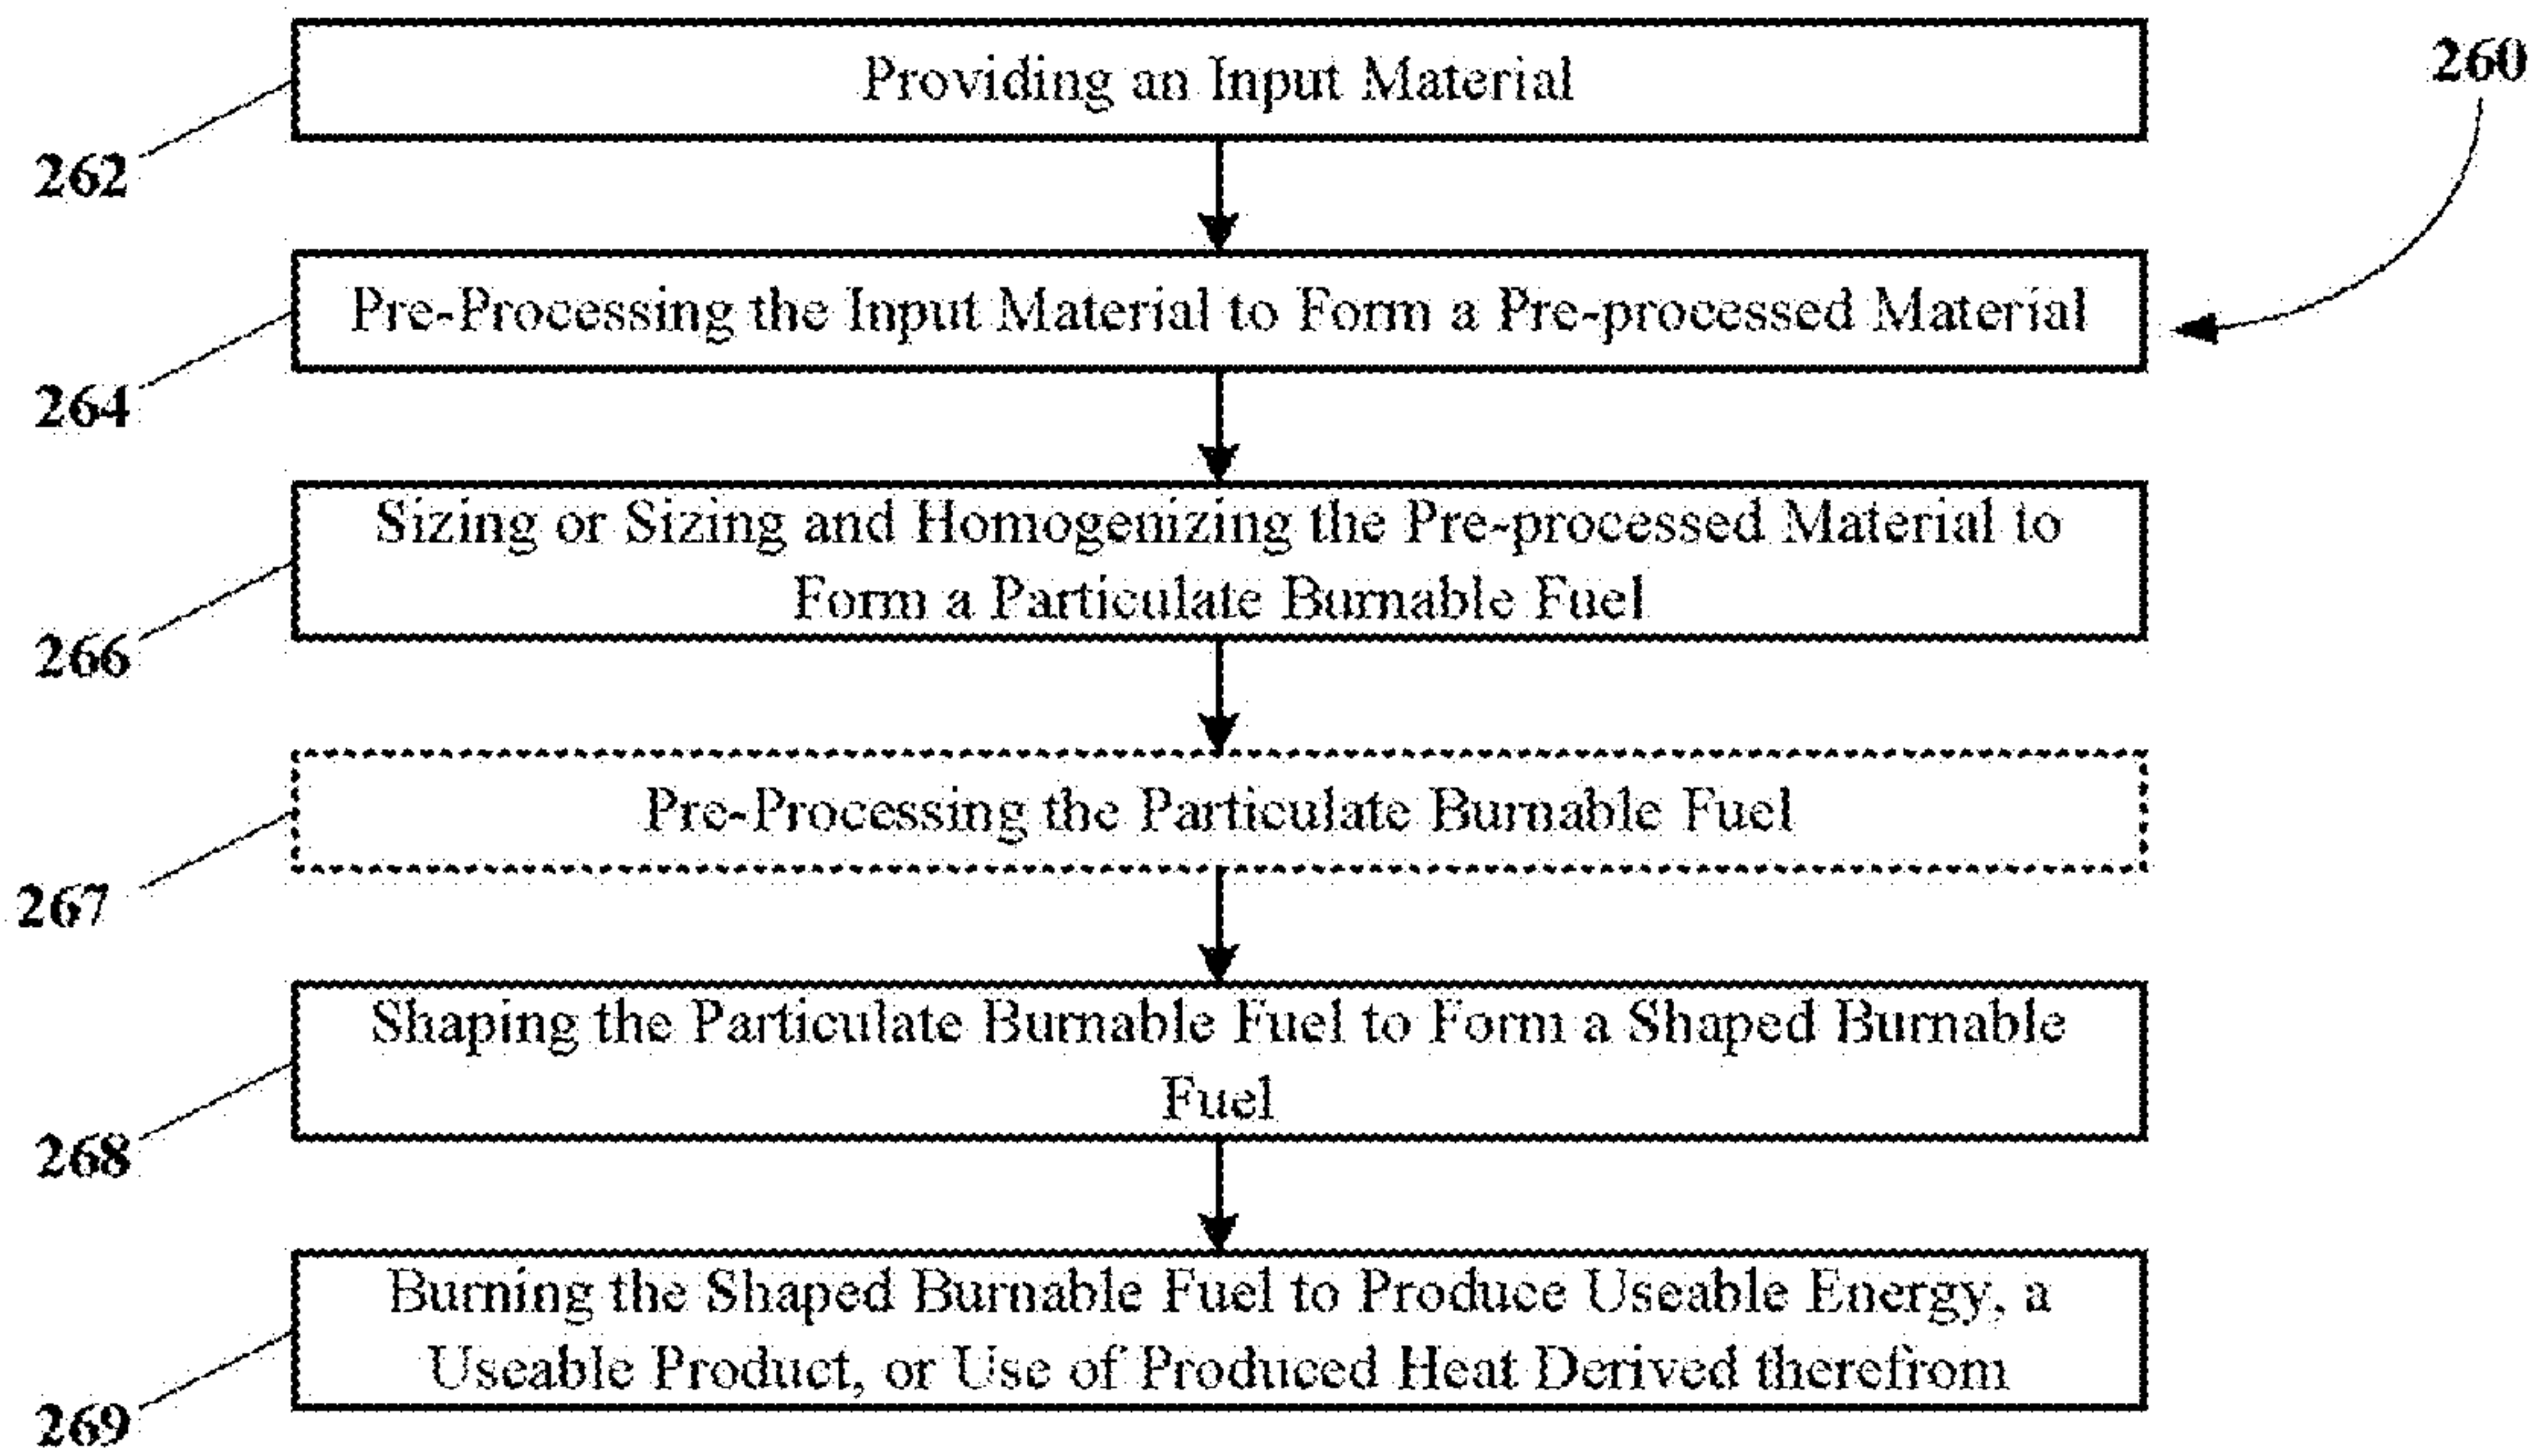 Providing an Input Material
260
262
Pre-Processing the Input Material to Form a Pre-processed Material
264
Sizing or Sizing and Homogenizing the Pre-processed Material to
Form a Particulate Burnable Fuel
266
Pre-Processing the Particulate Burnable Fuel
267
Shaping the Particulate Burnable Fuel to Form a Shaped Burnable
Fuel
268
Burning the Shaped Burnable Fuel to Produce Useable Energy, a
Useable Product, or Use of Produced Heat Derived therefrom
269